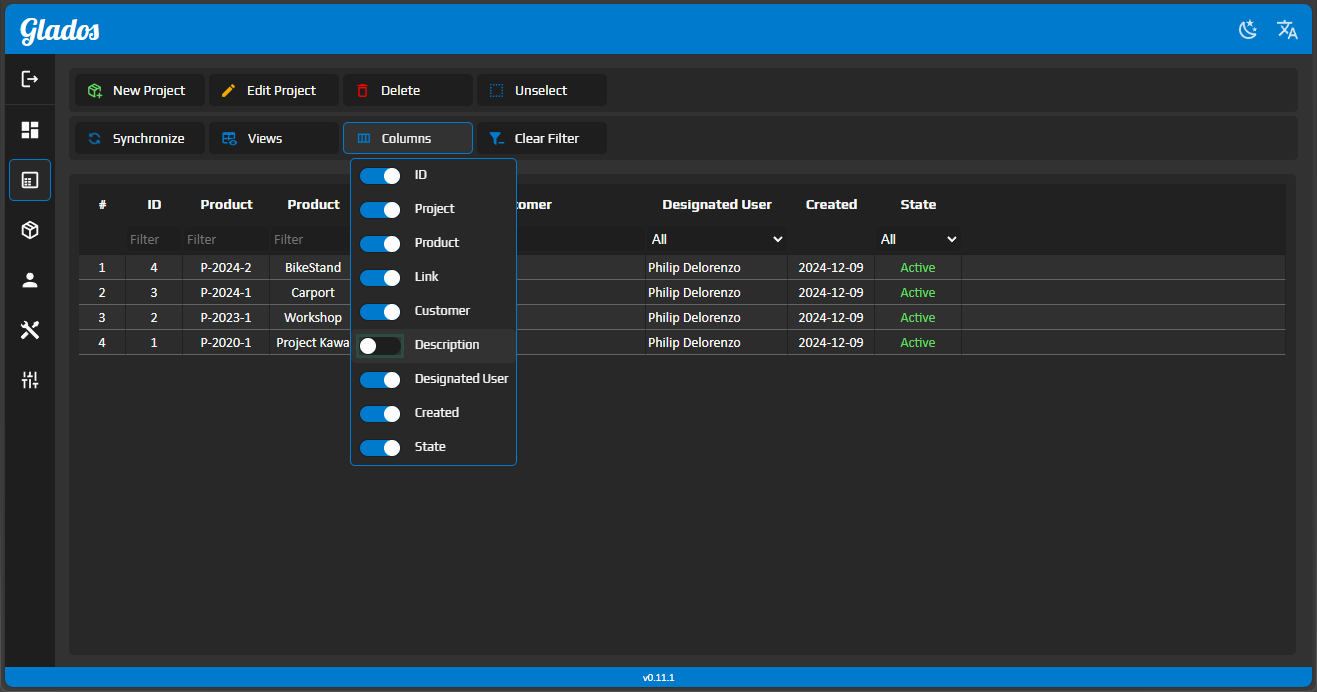 Glados
New Project Edit Project Delete Unselect
Synchronize Views Columns Clear Filter
# ID Product Product omer Designated User Created State
Filter Filter Filter All All
1 4 P-2024-2 BikeStand Philip Delorenzo 2024-12-09 Active
2 3 P-2024-1 Carport Philip Delorenzo 2024-12-09 Active
3 2 P-2023-1 Workshop Philip Delorenzo 2024-12-09 Active
4 1 P-2020-1 Project Kawa Philip Delorenzo 2024-12-09 Active
ID
Project
Product
Link
Customer
Description
Designated User
Created
State
v0.11.1